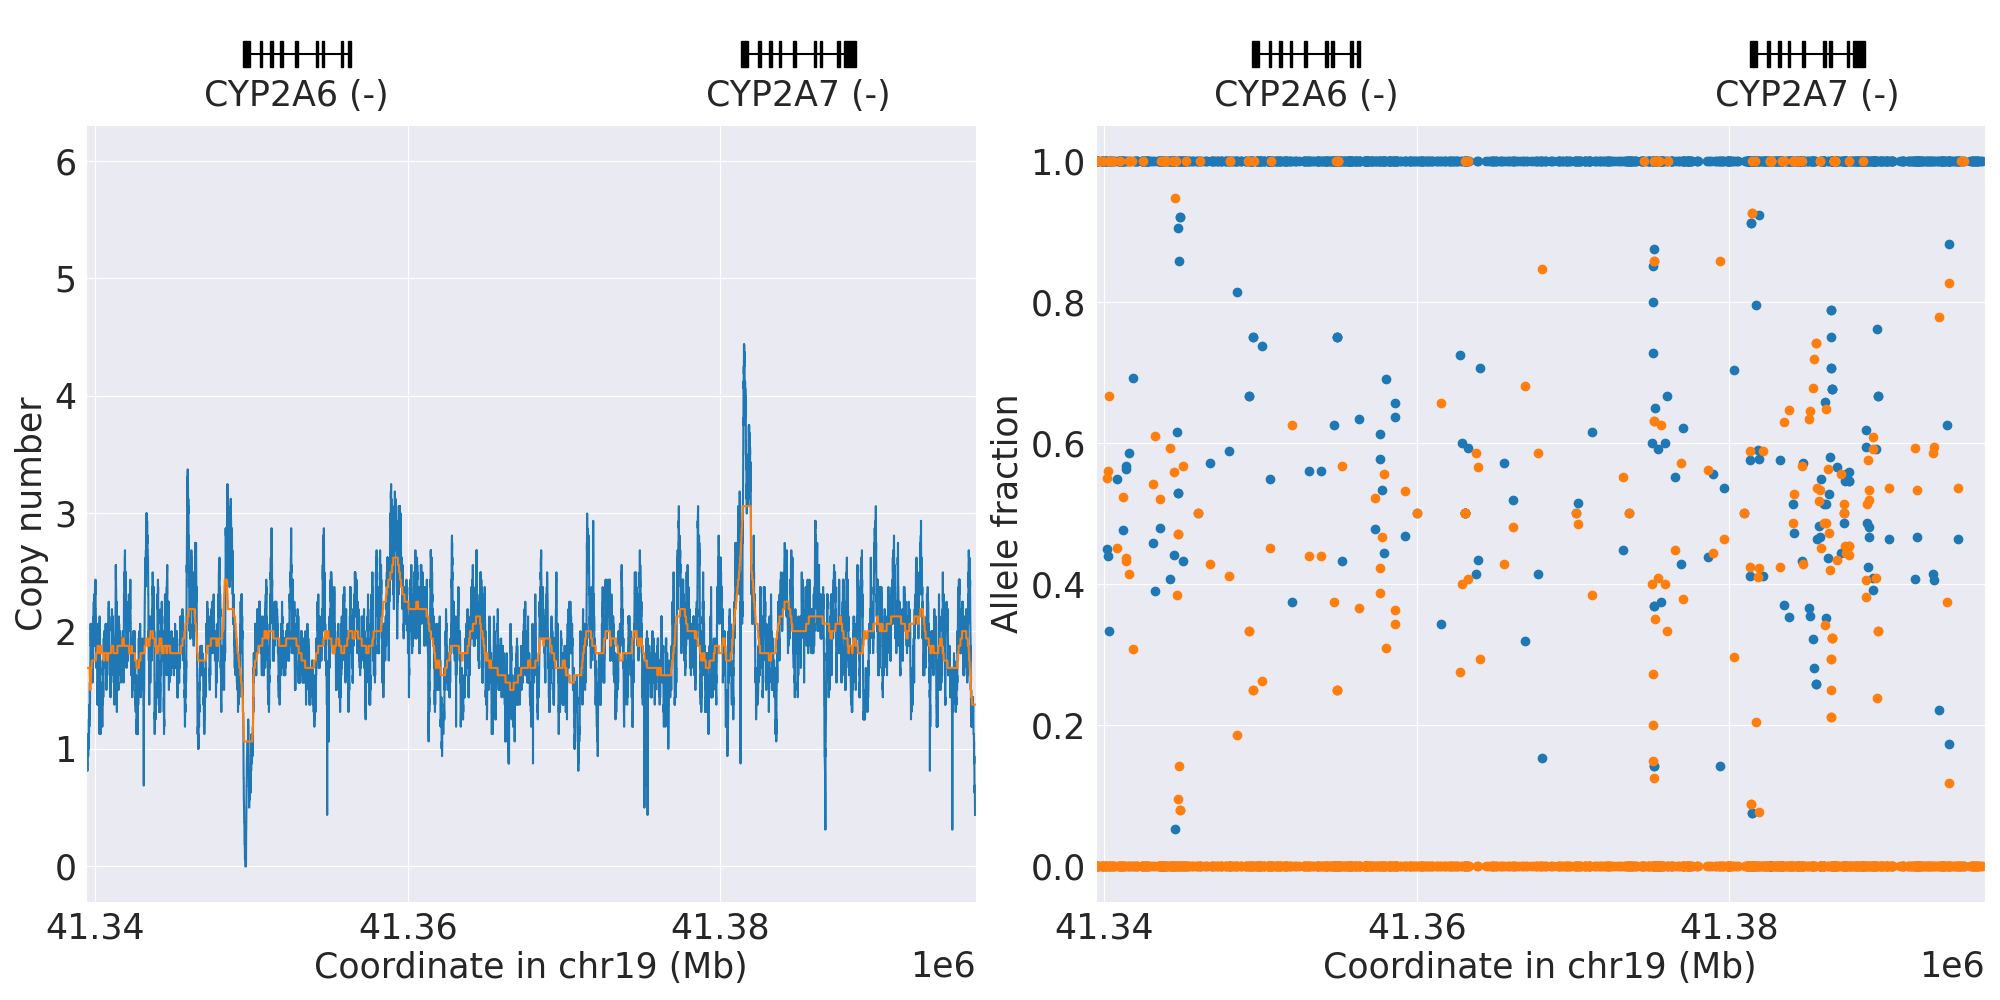 CYP2A6 (-)
CYP2A7 (-)
6
5
4
3
2
1
0
Copy number
41.34
41.36
41.38
Coordinate in chr19 (Mb)
1e6
CYP2A6 (-)
CYP2A7 (-)
1.0
0.8
0.6
0.4
0.2
0.0
Allele fraction
41.34
41.36
41.38
Coordinate in chr19 (Mb)
1e6